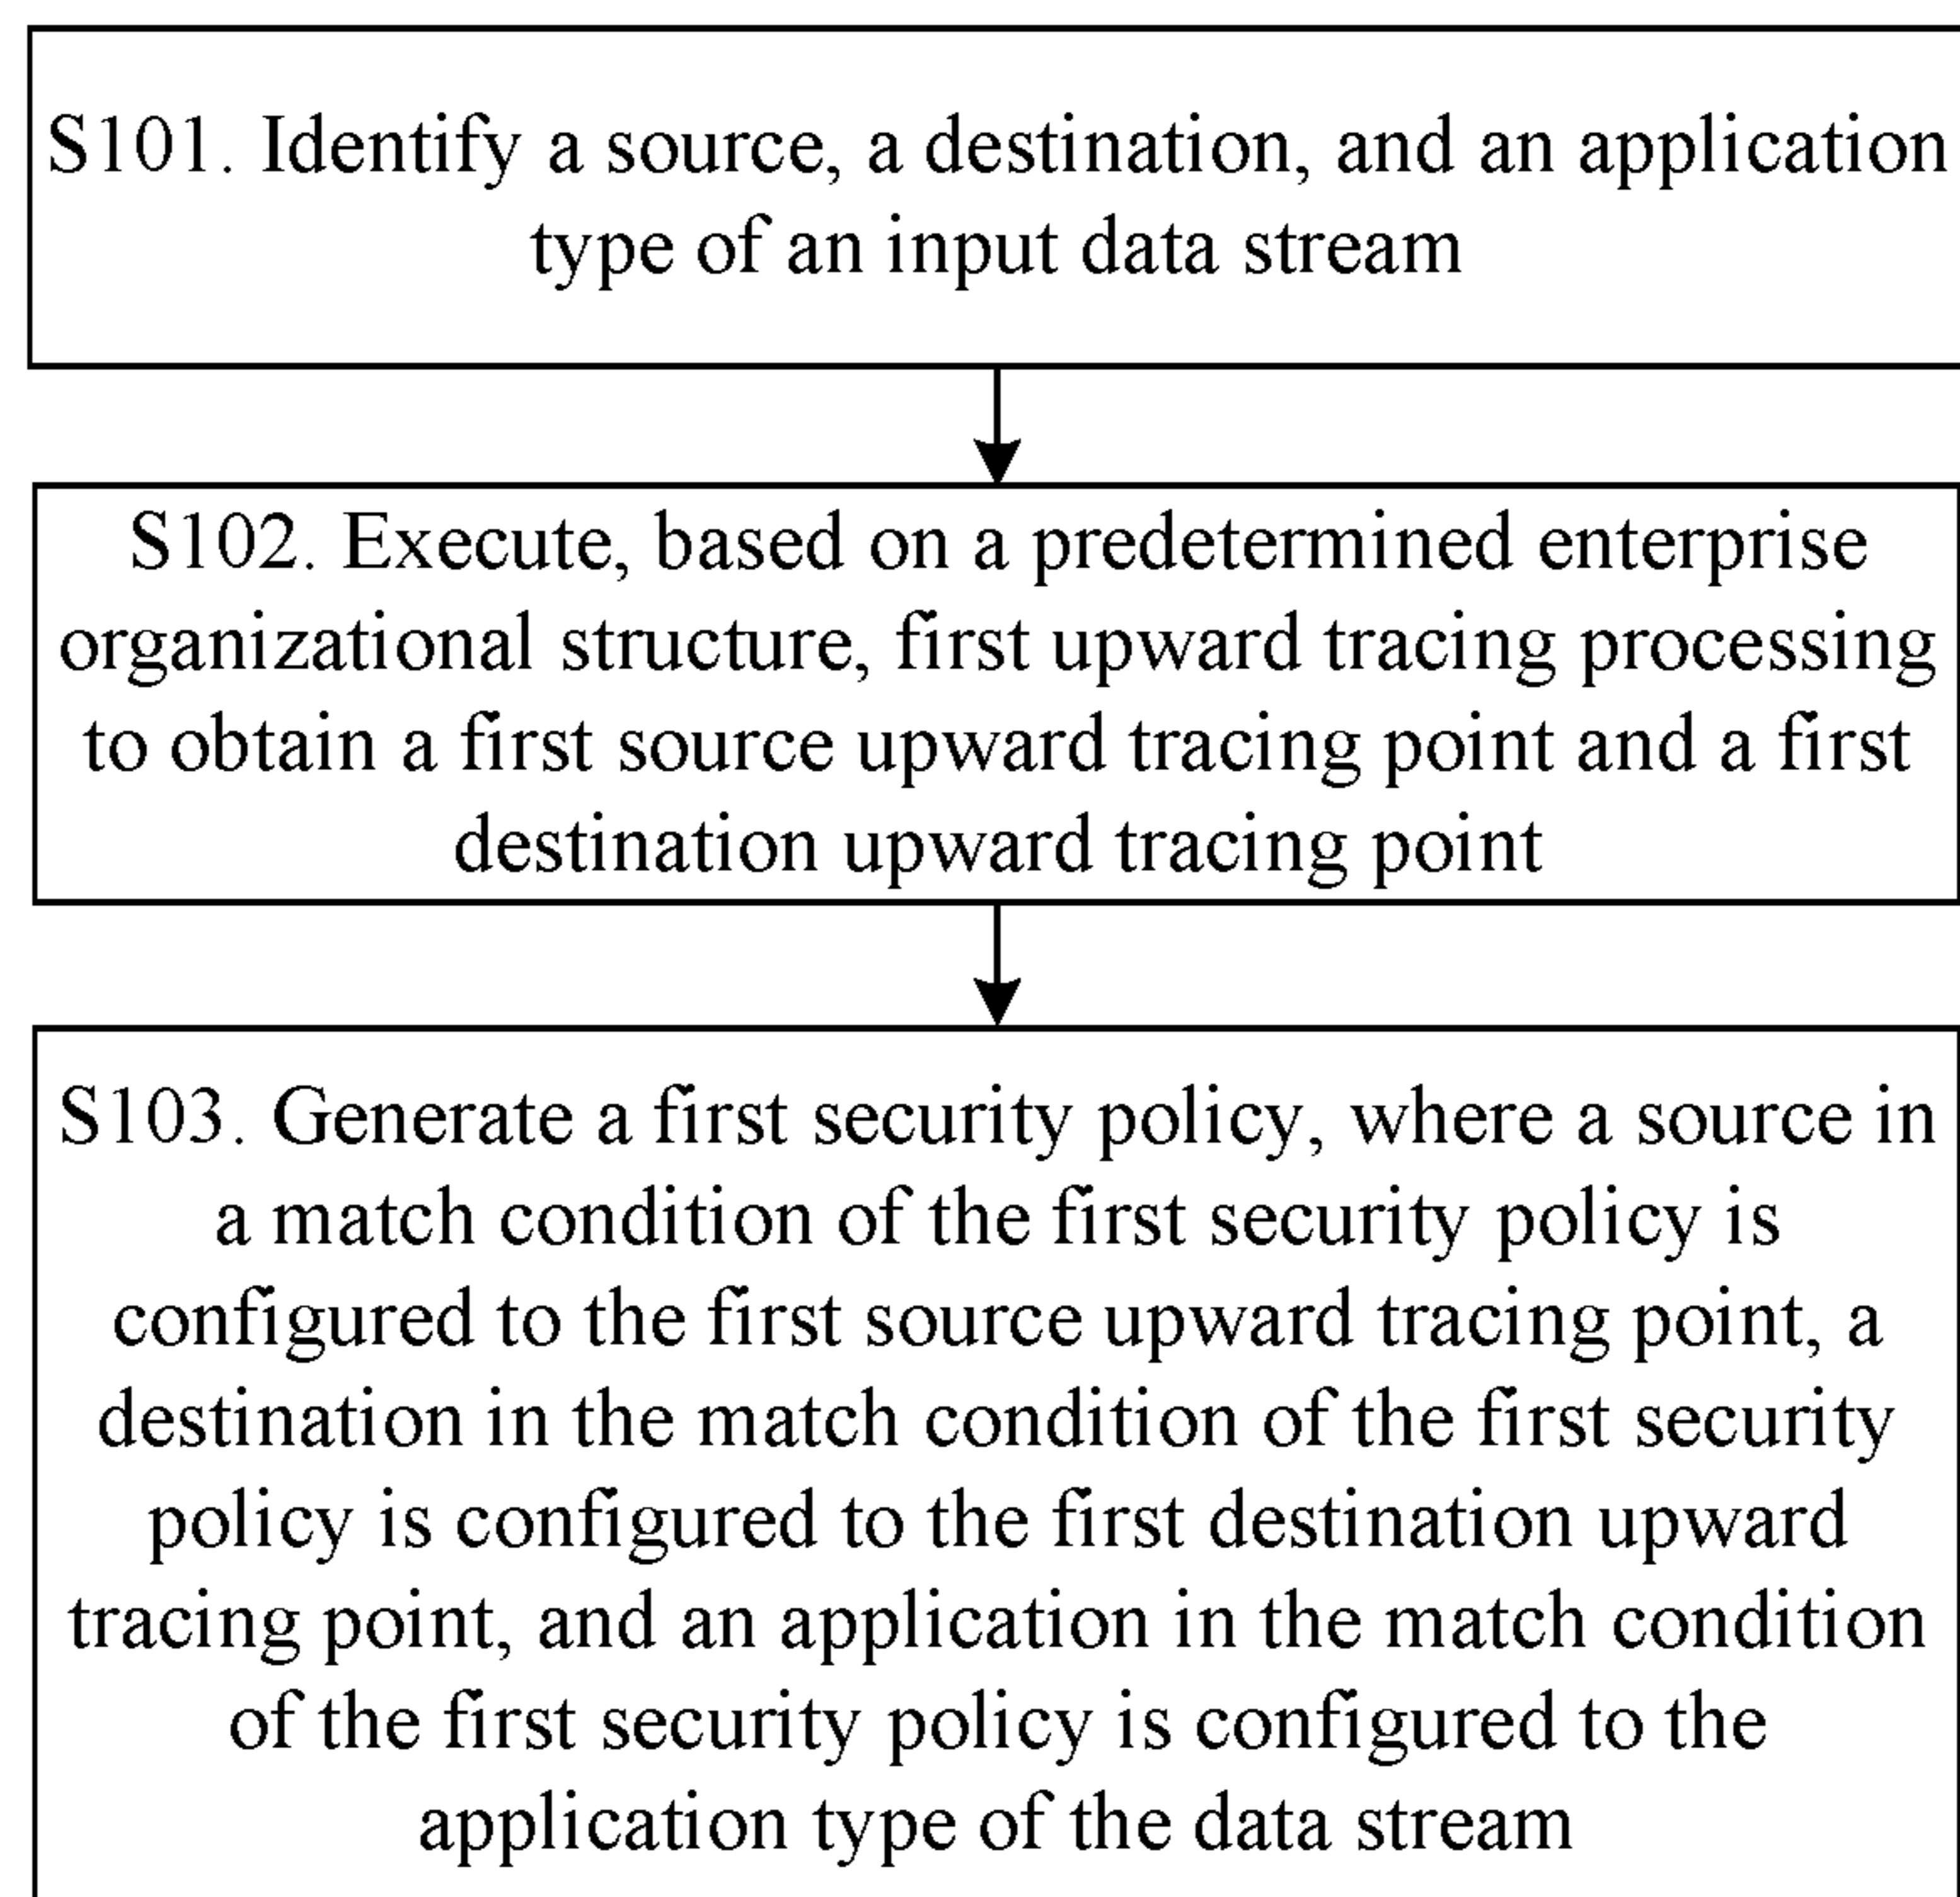 S101. Identify a source, a destination, and an application
type of an input data stream
S102. Execute, based on a predetermined enterprise
organizational structure, first upward tracing processing
to obtain a first source upward tracing point and a first
destination upward tracing point
S103. Generate a first security policy, where a source in
a match condition of the first security policy is
configured to the first source upward tracing point, a
destination in the match condition of the first security
policy is configured to the first destination upward
tracing point, and an application in the match condition
of the first security policy is configured to the
application type of the data stream